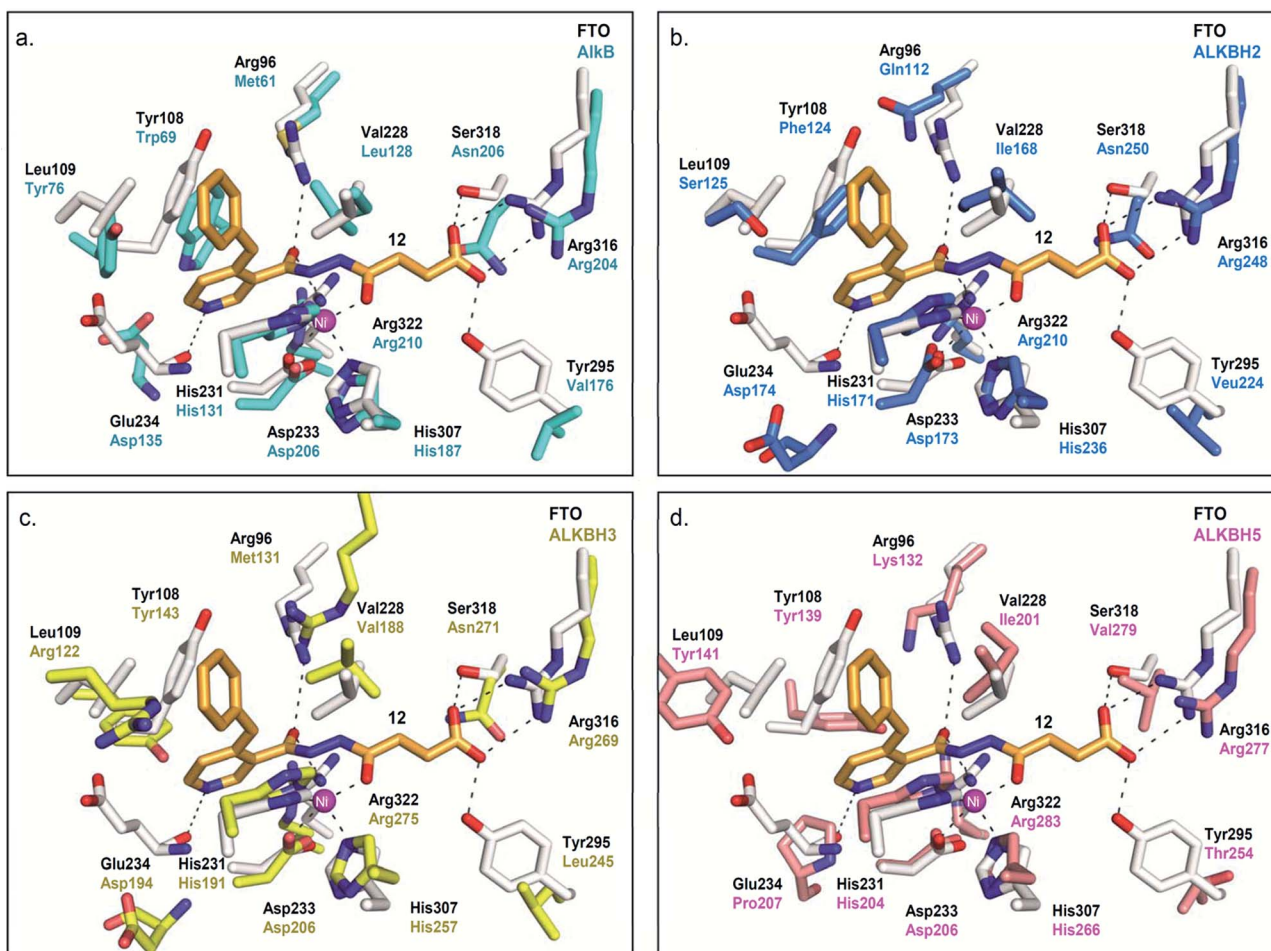 a.
FTO
AlkB
Arg96
Met61
Tyr108
Trp69
Val228
Leu128
Ser318
Asn206
Leu109
Tyr76
12
Arg316
Arg204
Ni
Arg322
Arg210
Glu234
Asp135
His231
His131
Tyr295
Val176
Asp233
Asp206
His307
His187
b.
FTO
ALKBH2
Arg96
Gln112
Tyr108
Phe124
Val228
Ile168
Ser318
Asn250
Leu109
Ser125
12
Arg316
Arg248
Ni
Arg322
Arg210
Glu234
Asp174
His231
His171
Tyr295
Veu224
Asp233
Asp173
His307
His236
c.
FTO
ALKBH3
Arg96
Met131
Tyr108
Tyr143
Val228
Val188
Ser318
Asn271
Leu109
Arg122
12
Arg316
Arg269
Ni
Arg322
Arg275
Glu234
Asp194
His231
His191
Tyr295
Leu245
Asp233
Asp206
His307
His257
d.
FTO
ALKBH5
Arg96
Lys132
Tyr108
Tyr139
Val228
Ile201
Ser318
Val279
Leu109
Tyr141
12
Arg316
Arg277
Ni
Arg322
Arg283
Glu234
Pro207
His231
His204
Tyr295
Thr254
Asp233
Asp206
His307
His266